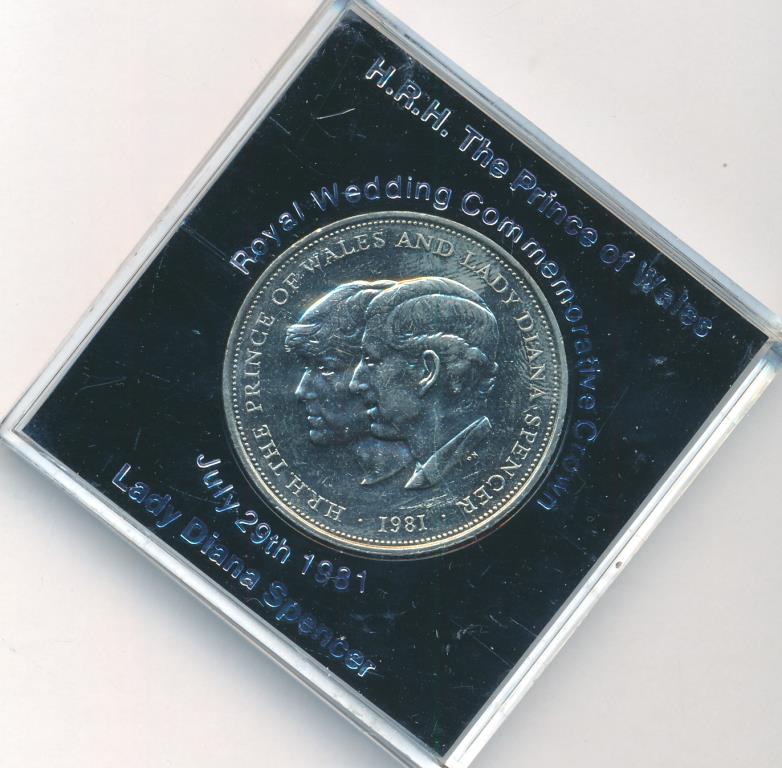 H.R.H. The Prince of Wales
Royal Wedding Commemorative Crown
H.R.H. THE PRINCE OF WALES AND LADY DIANA SPENCER
· 1981 ·
July 29th 1981
Lady Diana Spencer